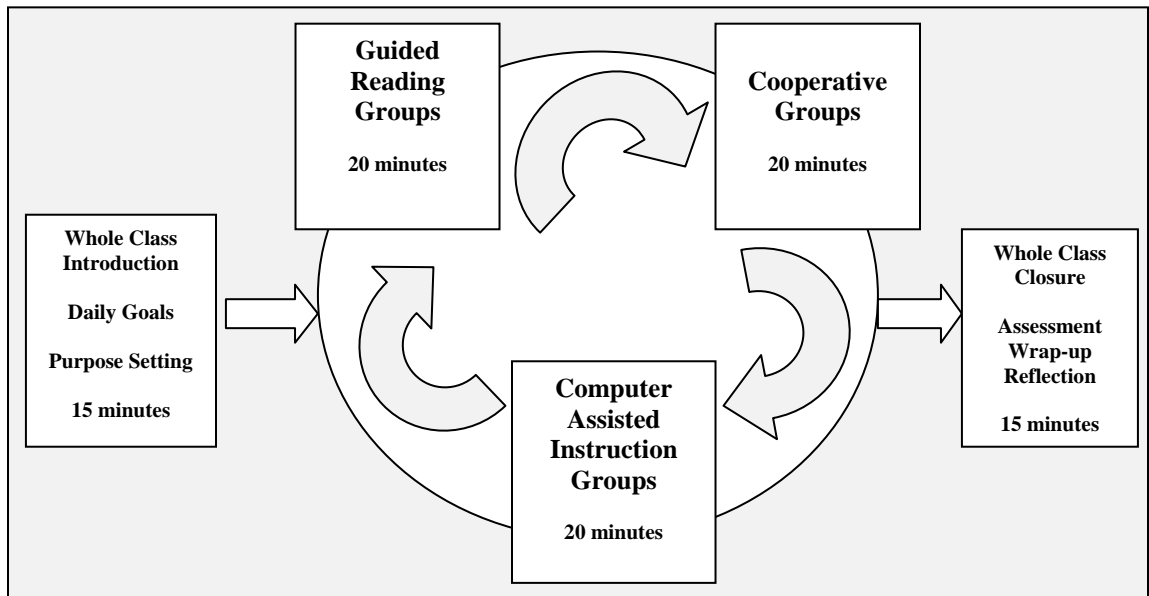 Whole Class
Introduction
Daily Goals
Purpose Setting
15 minutes
Guided
Reading
Groups
20 minutes
Cooperative
Groups
20 minutes
Computer
Assisted
Instruction
Groups
20 minutes
Whole Class
Closure
Assessment
Wrap-up
Reflection
15 minutes